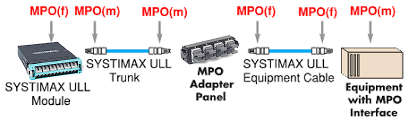 MPO(f) MPO(m) MPO(m) MPO(f) MPO(f) MPO(m)
SYSTIMAX ULL
Module
SYSTIMAX ULL
Trunk
MPO
Adapter
Panel
SYSTIMAX ULL
Equipment Cable
Equipment
with MPO
Interface